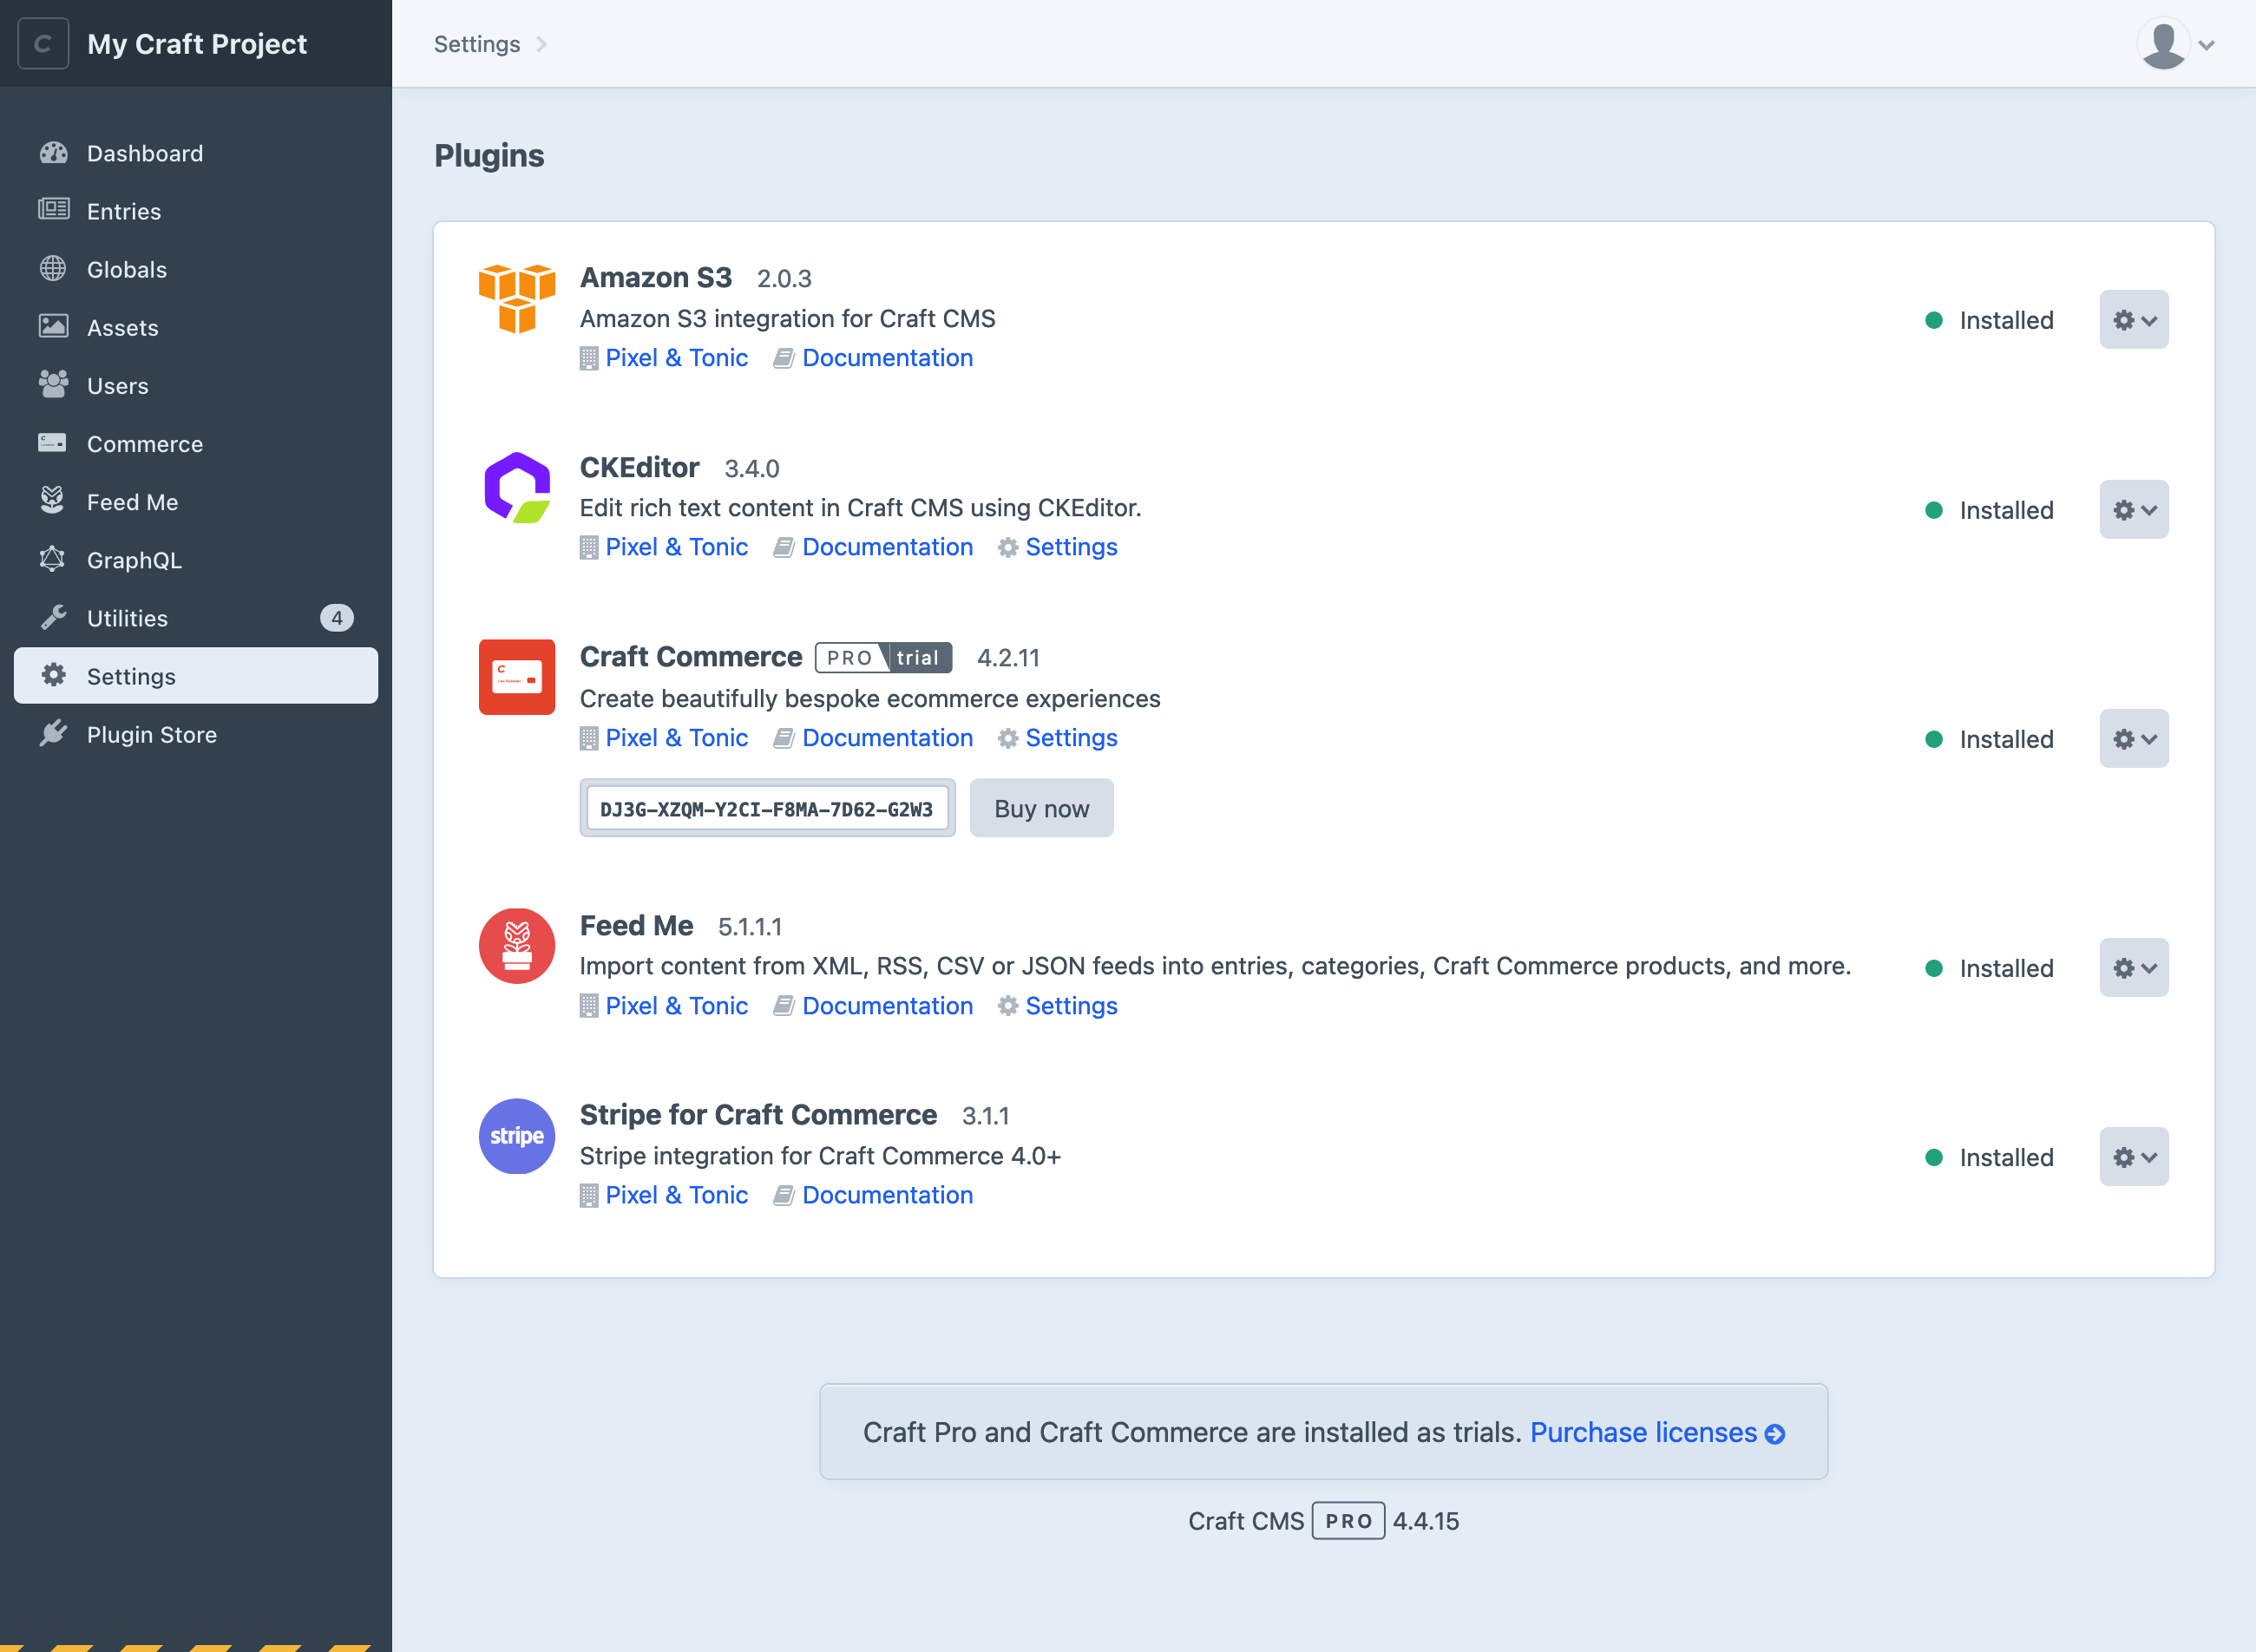 My Craft Project
Settings
Dashboard
Entries
Globals
Assets
Users
Commerce
Feed Me
GraphQL
Utilities 4
Settings
Plugin Store
Plugins
Amazon S3 2.0.3
Amazon S3 integration for Craft CMS
Pixel & Tonic Documentation
Installed
CKEditor 3.4.0
Edit rich text content in Craft CMS using CKEditor.
Pixel & Tonic Documentation Settings
Installed
Craft Commerce PRO trial 4.2.11
Create beautifully bespoke ecommerce experiences
Pixel & Tonic Documentation Settings
Installed
DJ3G-XZQM-Y2CI-F8MA-7D62-G2W3 Buy now
Feed Me 5.1.1.1
Import content from XML, RSS, CSV or JSON feeds into entries, categories, Craft Commerce products, and more.
Pixel & Tonic Documentation Settings
Installed
stripe
Stripe for Craft Commerce 3.1.1
Stripe integration for Craft Commerce 4.0+
Pixel & Tonic Documentation
Installed
Craft Pro and Craft Commerce are installed as trials. Purchase licenses
Craft CMS PRO 4.4.15